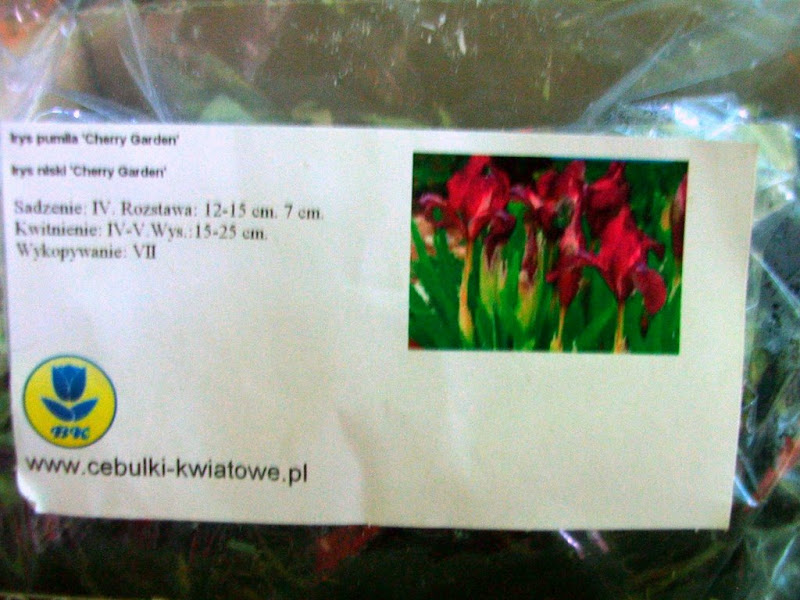 Irys pumila 'Cherry Garden'
Irys niski 'Cherry Garden'
Sadzenie: IV. Rozstawa: 12-15 cm. 7 cm.
Kwitnienie: IV-V.Wys.:15-25 cm.
Wykopywanie: VII
BK
www.cebulki-kwiatowe.pl